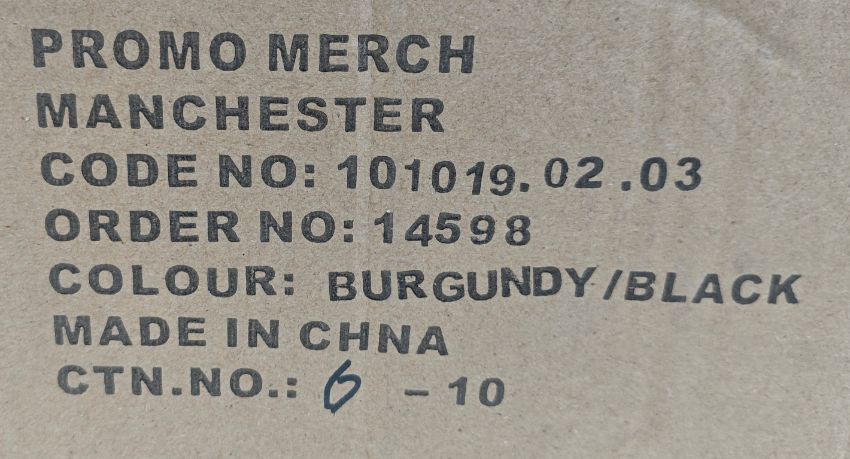 PROMO MERCH
MANCHESTER
CODE NO: 101019.02.03
ORDER NO: 14598
COLOUR: BURGUNDY/BLACK
MADE IN CHNA
CTN.NO.: 6 - 10